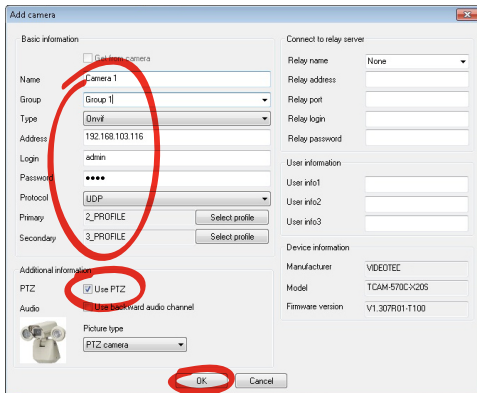 Add camera
Basic information
Get from camera
Name Camera 1
Group Group 1
Type Onvif
Address 192.168.103.116
Login admin
Password ••••
Protocol UDP
Primary 2_PROFILE Select profile
Secondary 3_PROFILE Select profile
Additional information
PTZ Use PTZ
Audio Use backward audio channel
Picture type
PTZ camera
Connect to relay server
Relay name None
Relay address
Relay port
Relay login
Relay password
User information
User info1
User info2
User info3
Device information
Manufacturer VIDEOTEC
Model TCAM-570C-X20S
Firmware version V1.307R01-T100
OK Cancel